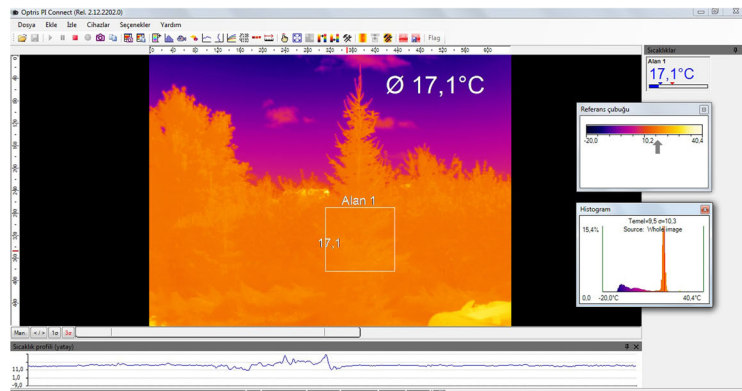 Optris PI Connect (Rel. 2.12.2202.0)
Dosya Ekle İzle Cihazlar Seçenekler Yardım
Flag
Sıcaklıklar
Alan 1
17,1°C
Ø 17,1°C
Referans çubuğu
-20,0 10,2 40,4
Alan 1
17,1
Histogram
Temel=9,5 σ=10,3
15,4% Source: Whole image
0,0 -20.0°C 40,4°C
Man. </> 1σ 3σ
Sıcaklık profili (yatay)
11,0
1,0
-9,0